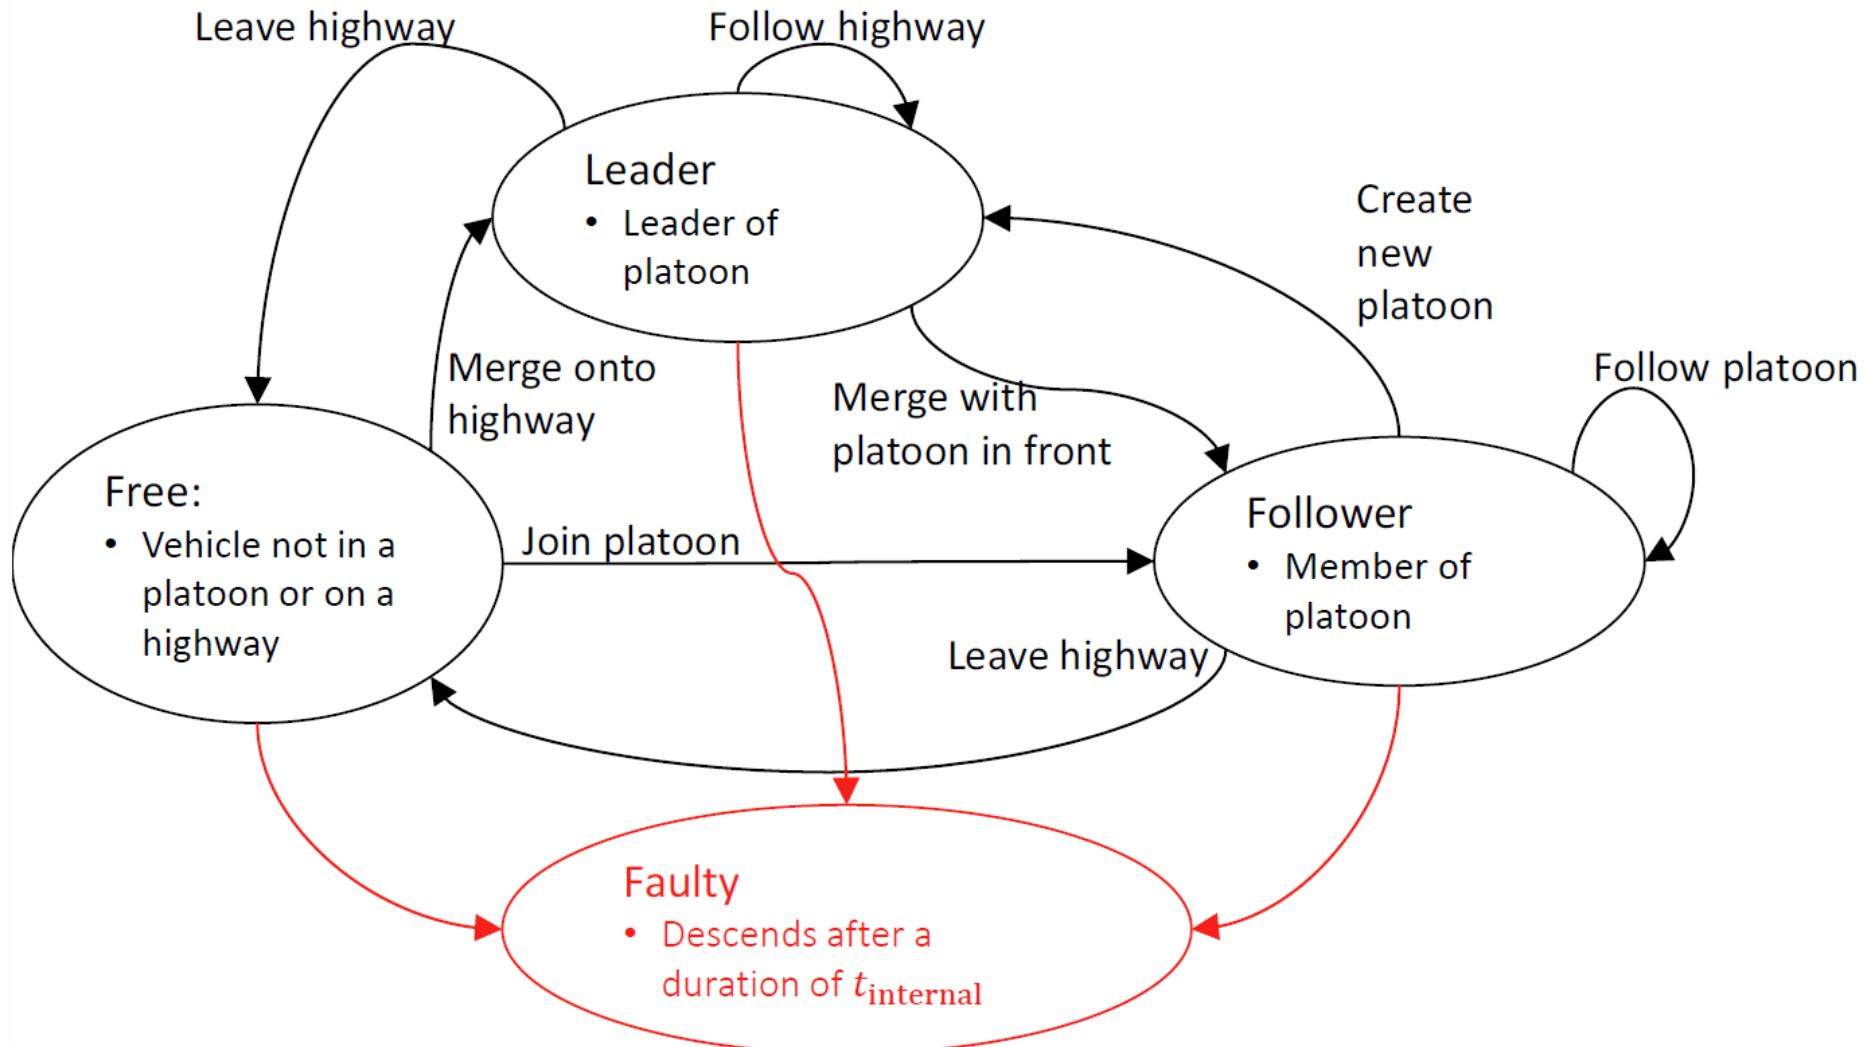 Leave highway
Follow highway
Leader
• Leader of
platoon
Create
new
platoon
Merge onto
highway
Merge with
platoon in front
Follow platoon
Free:
• Vehicle not in a
platoon or on a
highway
Join platoon
Follower
• Member of
platoon
Leave highway
Faulty
• Descends after a
duration of t_internal